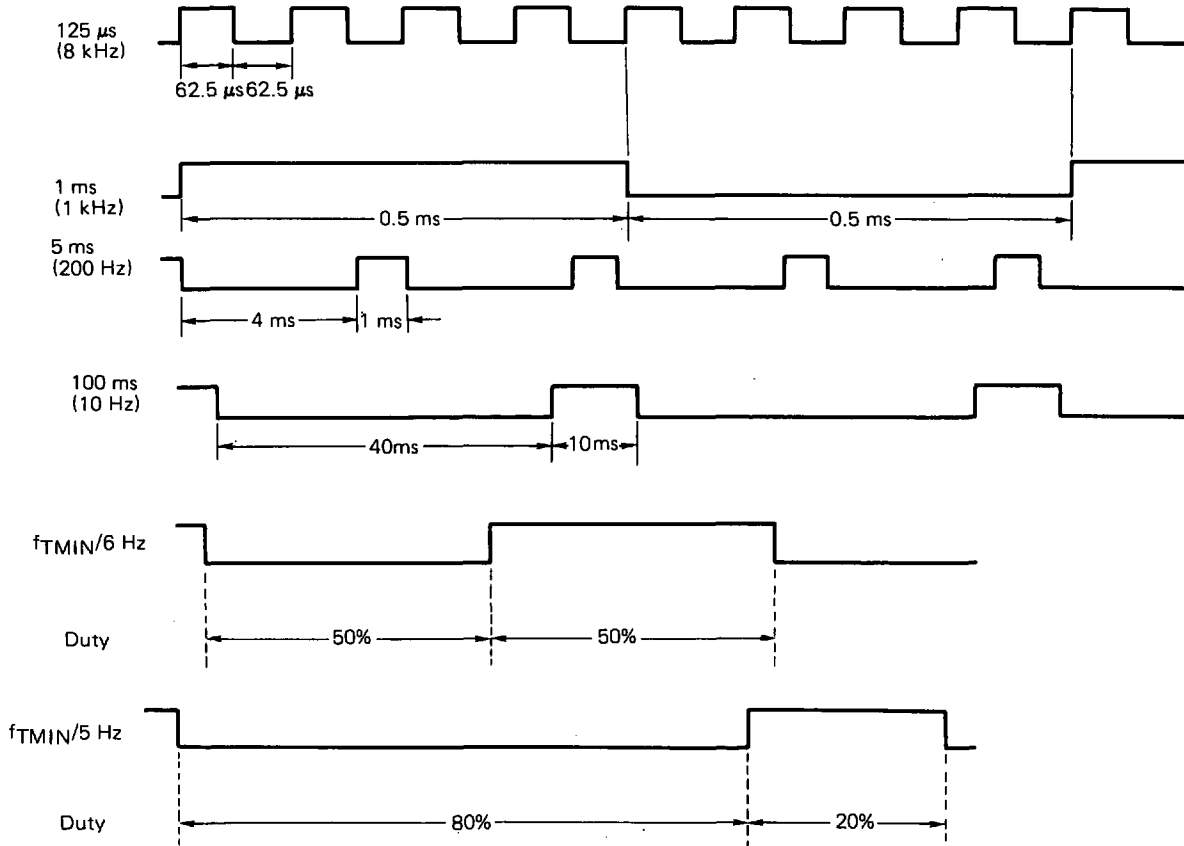 125 μs
(8 kHz)
62.5 μs 62.5 μs
1 ms
(1 kHz)
0.5 ms 0.5 ms
5 ms
(200 Hz)
4 ms 1 ms
100 ms
(10 Hz)
40ms 10ms
fTMIN/6 Hz
Duty 50% 50%
fTMIN/5 Hz
Duty 80% 20%